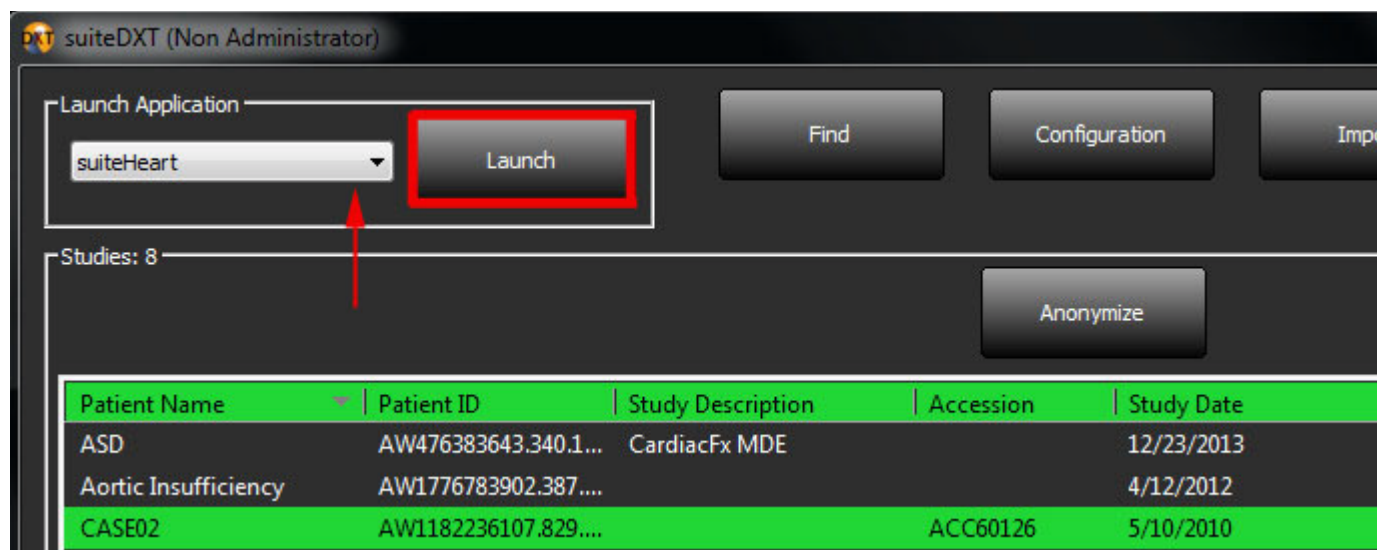 DXT suiteDXT (Non Administrator)
Launch Application
suiteHeart Launch Find Configuration
Studies: 8
Anonymize
Patient Name Patient ID Study Description Accession Study Date
ASD AW476383643.340.1... CardiacFx MDE 12/23/2013
Aortic Insufficiency AW1776783902.387.... 4/12/2012
CASE02 AW1182236107.829.... ACC60126 5/10/2010